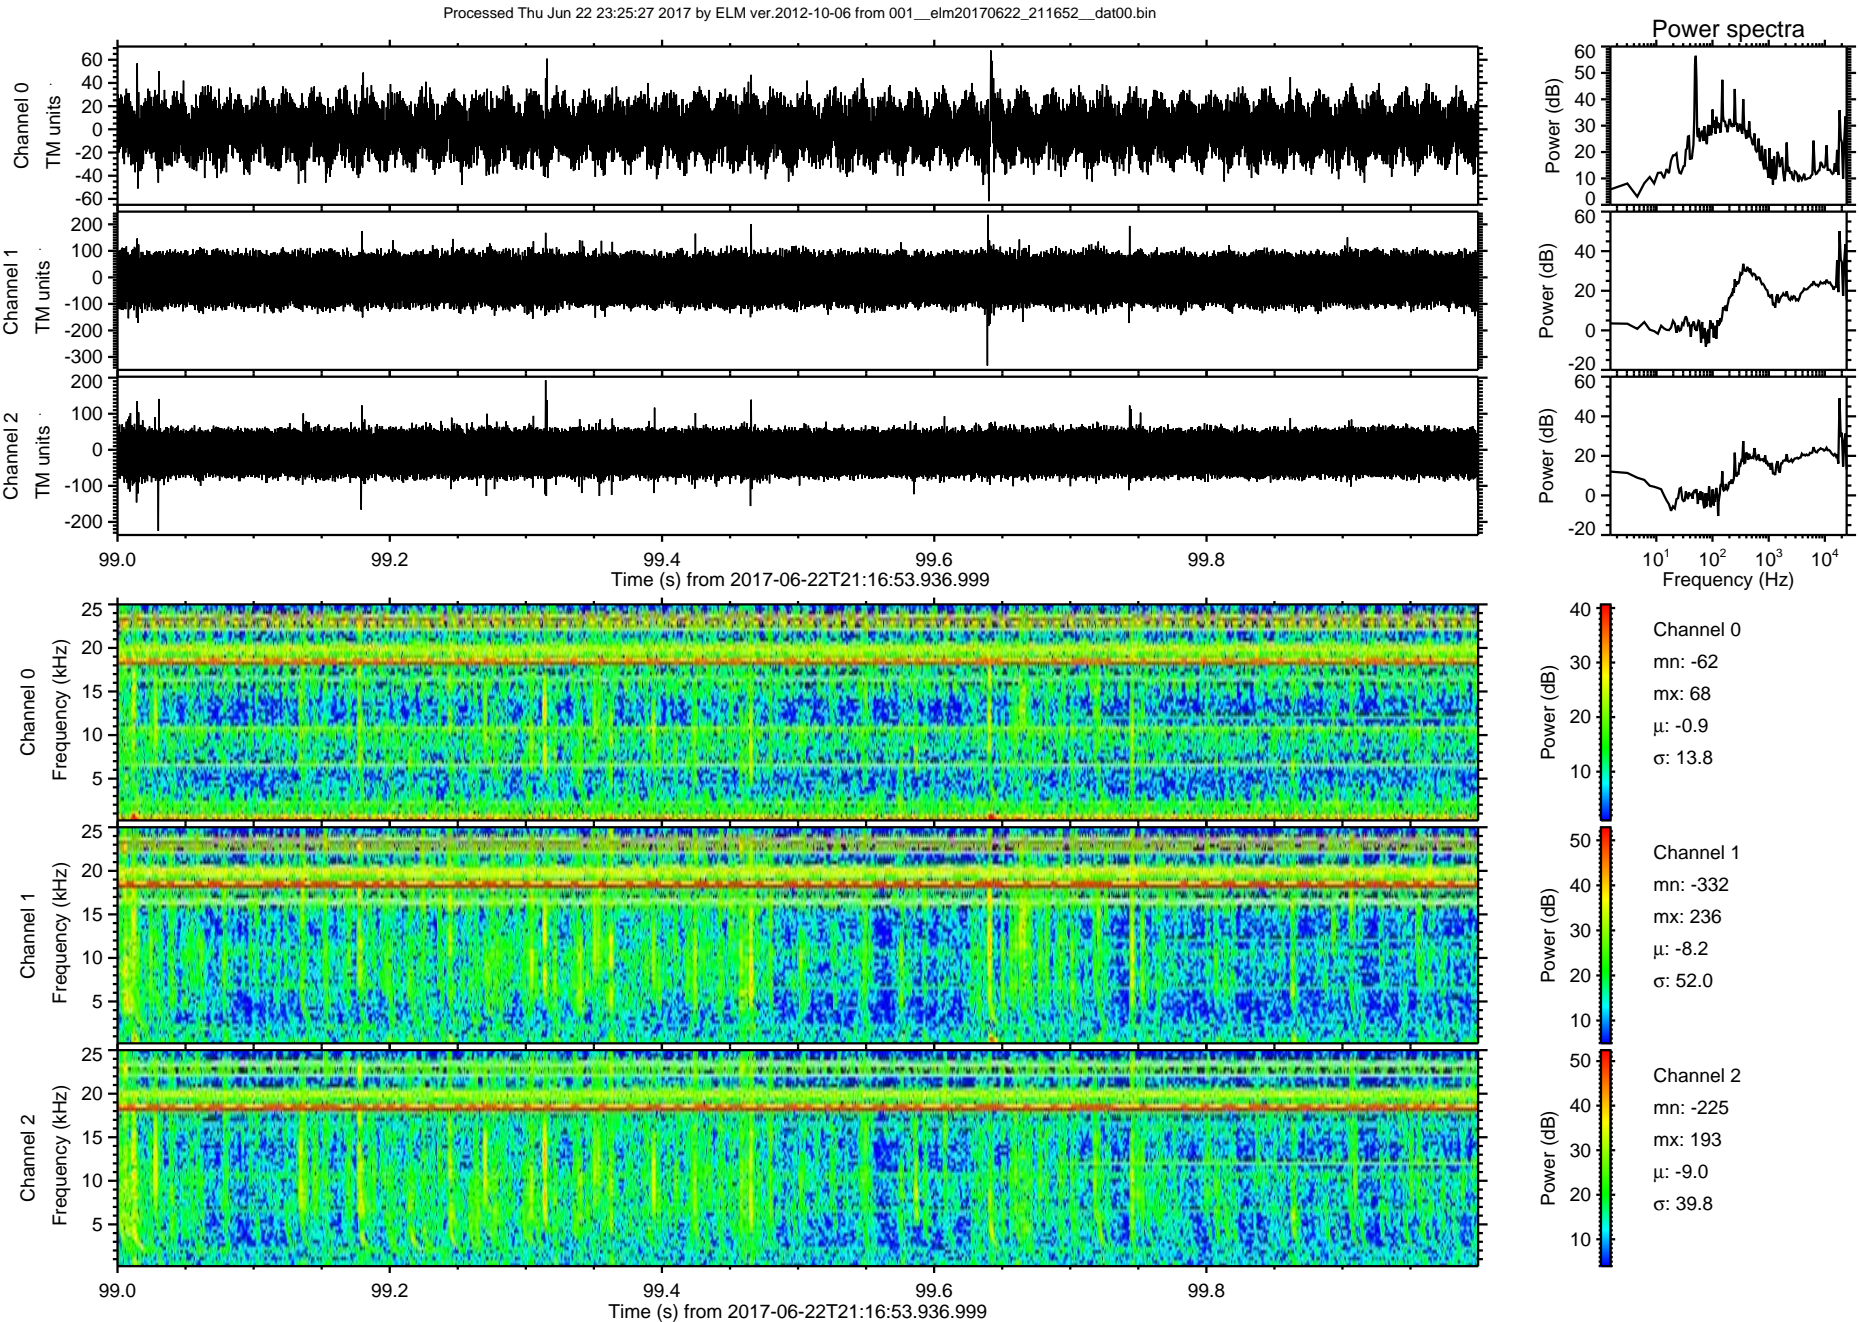 Processed Thu Jun 22 23:25:27 2017 by ELM ver.2012-10-06 from 001__elm20170622_211652__dat00.bin
Power spectra
Channel 0
TM units
60
40
20
0
-20
-40
-60
Power (dB)
60
50
40
30
20
10
0
Channel 1
TM units
200
100
0
-100
-200
-300
Power (dB)
60
40
20
0
-20
Channel 2
TM units
200
100
0
-100
-200
Power (dB)
60
40
20
0
-20
99.0 99.2 99.4 99.6 99.8
Time (s) from 2017-06-22T21:16:53.936.999
10^1 10^2 10^3 10^4
Frequency (Hz)
Channel 0
Frequency (kHz)
25
20
15
10
5
Power (dB)
40
30
20
10
Channel 0
mn: -62
mx: 68
µ: -0.9
σ: 13.8
Channel 1
Frequency (kHz)
25
20
15
10
5
Power (dB)
50
40
30
20
10
Channel 1
mn: -332
mx: 236
µ: -8.2
σ: 52.0
Channel 2
Frequency (kHz)
25
20
15
10
5
Power (dB)
50
40
30
20
10
Channel 2
mn: -225
mx: 193
µ: -9.0
σ: 39.8
99.0 99.2 99.4 99.6 99.8
Time (s) from 2017-06-22T21:16:53.936.999